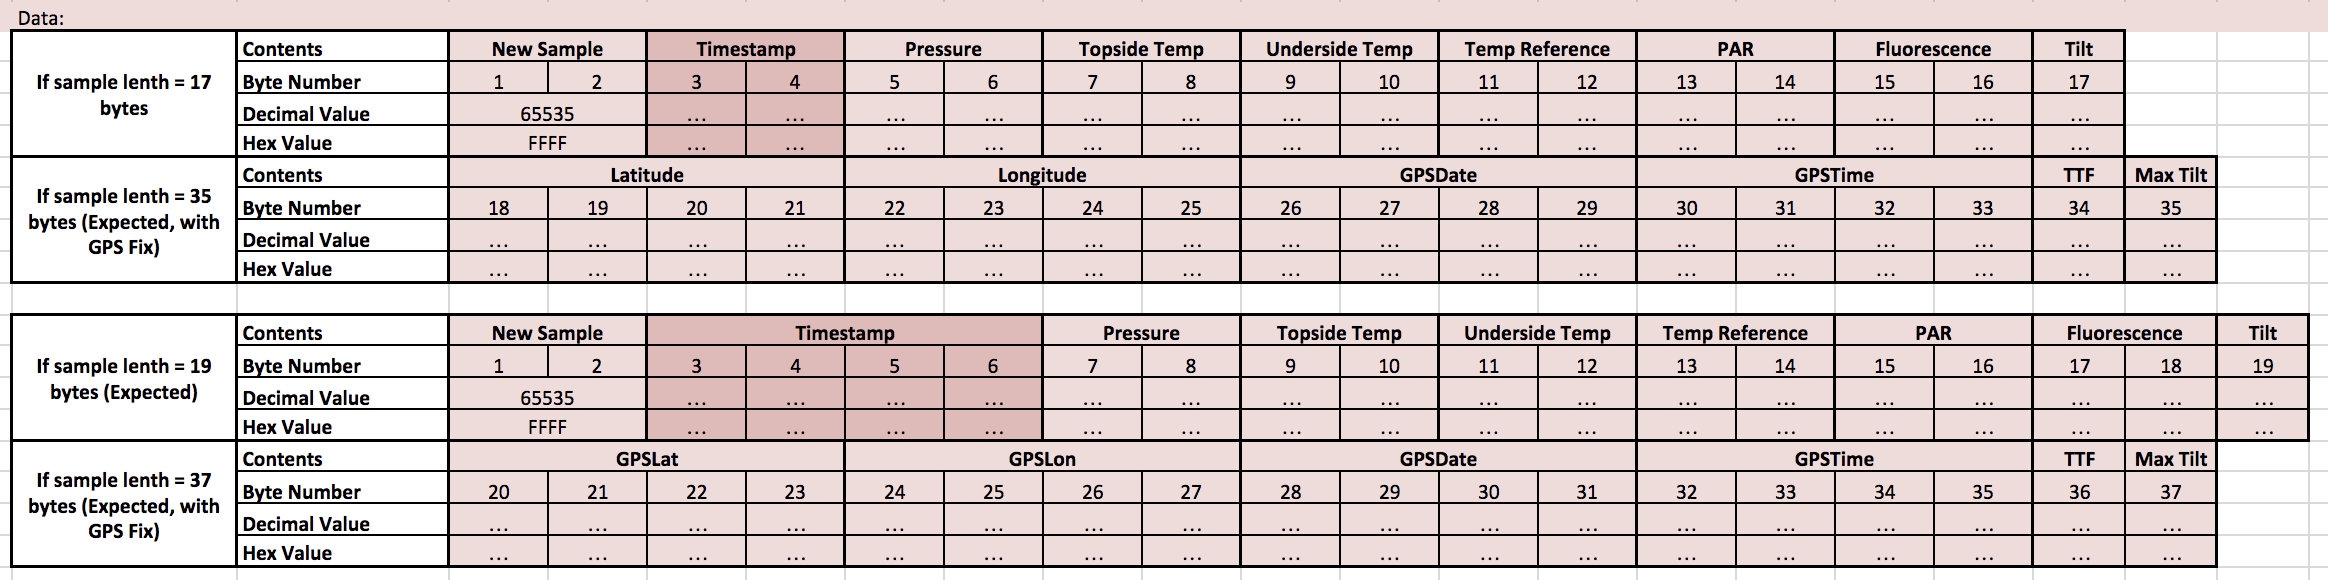 Data:
If sample lenth = 17 bytes
Contents New Sample Timestamp Pressure Topside Temp Underside Temp Temp Reference PAR Fluorescence Tilt
Byte Number 1 2 3 4 5 6 7 8 9 10 11 12 13 14 15 16 17
Decimal Value 65535 ... ... ... ... ... ... ... ... ... ... ... ... ... ... ...
Hex Value FFFF ... ... ... ... ... ... ... ... ... ... ... ... ... ... ...
If sample lenth = 35 bytes (Expected, with GPS Fix)
Contents Latitude Longitude GPSDate GPSTime TTF Max Tilt
Byte Number 18 19 20 21 22 23 24 25 26 27 28 29 30 31 32 33 34 35
Decimal Value ... ... ... ... ... ... ... ... ... ... ... ... ... ... ... ... ... ...
Hex Value ... ... ... ... ... ... ... ... ... ... ... ... ... ... ... ... ... ...
If sample lenth = 19 bytes (Expected)
Contents New Sample Timestamp Pressure Topside Temp Underside Temp Temp Reference PAR Fluorescence Tilt
Byte Number 1 2 3 4 5 6 7 8 9 10 11 12 13 14 15 16 17 18 19
Decimal Value 65535 ... ... ... ... ... ... ... ... ... ... ... ... ... ... ... ... ...
Hex Value FFFF ... ... ... ... ... ... ... ... ... ... ... ... ... ... ... ... ...
If sample lenth = 37 bytes (Expected, with GPS Fix)
Contents GPSLat GPSLon GPSDate GPSTime TTF Max Tilt
Byte Number 20 21 22 23 24 25 26 27 28 29 30 31 32 33 34 35 36 37
Decimal Value ... ... ... ... ... ... ... ... ... ... ... ... ... ... ... ... ... ...
Hex Value ... ... ... ... ... ... ... ... ... ... ... ... ... ... ... ... ... ...